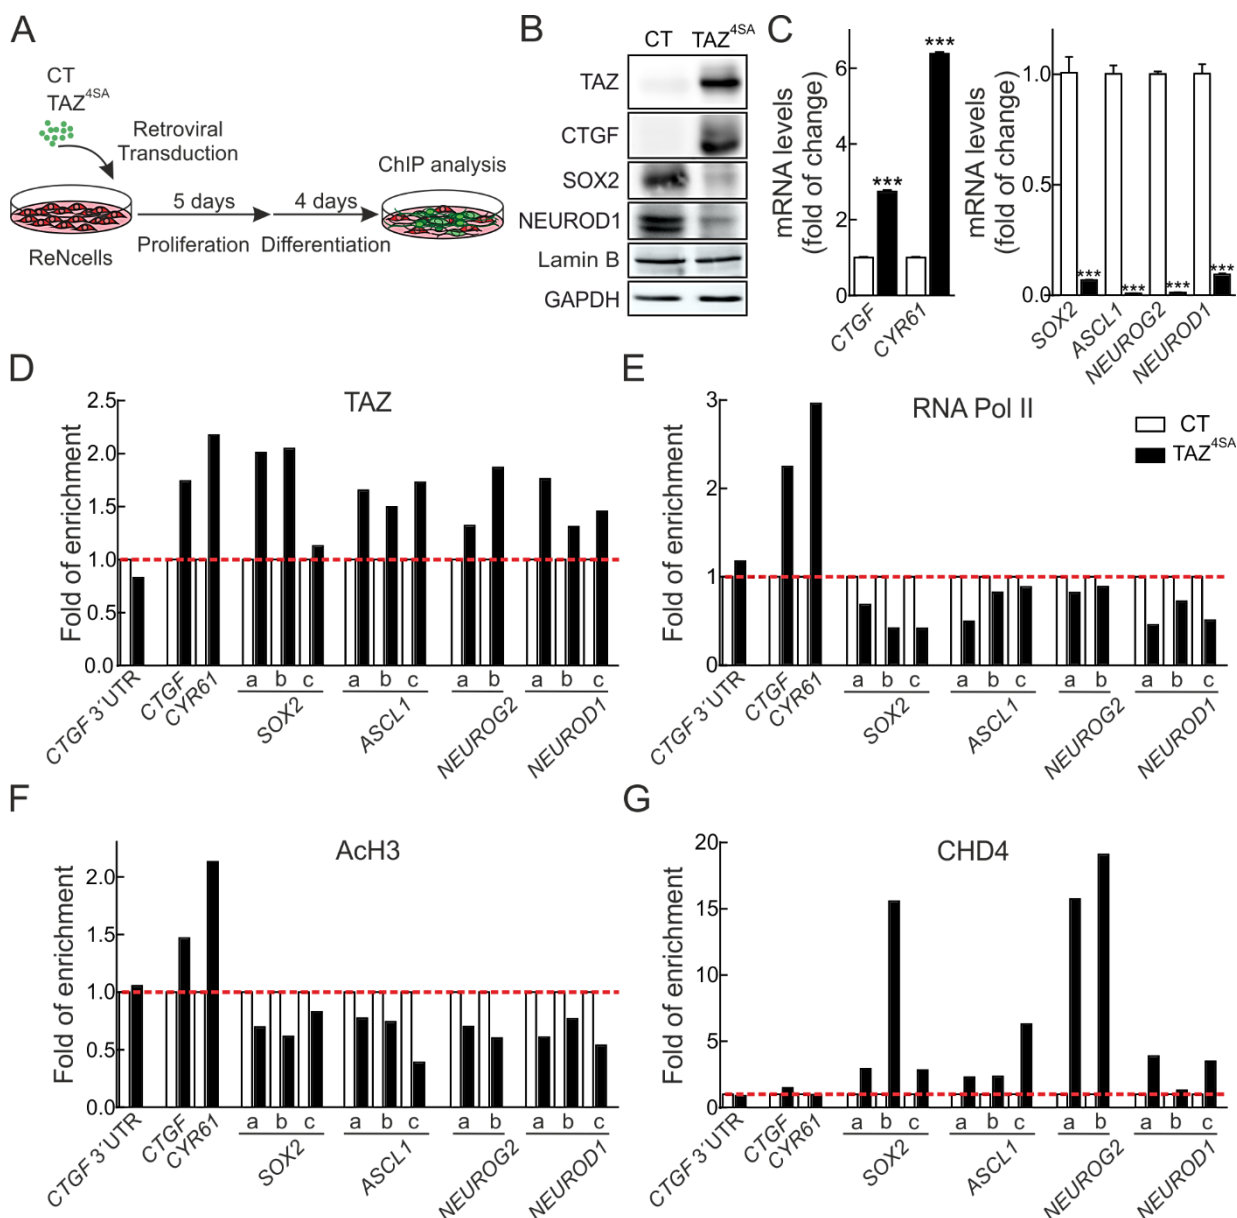 A
CT
TAZ4SA
Retroviral
Transduction
ReNcells
5 days
Proliferation
4 days
Differentiation
ChIP analysis
B
CT TAZ4SA
TAZ
CTGF
SOX2
NEUROD1
Lamin B
GAPDH
C
mRNA levels
(fold of change)
6
4
2
0
***
***
CTGF
CYR61
mRNA levels
(fold of change)
1.0
0.5
0.0
***
***
***
***
SOX2
ASCL1
NEUROG2
NEUROD1
D
TAZ
Fold of enrichment
2.5
2.0
1.5
1.0
0.5
0.0
a b c a b c a b a b c
CTGF 3´UTR
CTGF
CYR61
SOX2
ASCL1
NEUROG2
NEUROD1
E
RNA Pol II
CT
TAZ4SA
Fold of enrichment
3
2
1
0
a b c a b c a b a b c
CTGF 3´UTR
CTGF
CYR61
SOX2
ASCL1
NEUROG2
NEUROD1
F
AcH3
Fold of enrichment
2.0
1.5
1.0
0.5
0.0
a b c a b c a b a b c
CTGF 3´UTR
CTGF
CYR61
SOX2
ASCL1
NEUROG2
NEUROD1
G
CHD4
Fold of enrichment
20
15
10
5
0
a b c a b c a b a b c
CTGF 3´UTR
CTGF
CYR61
SOX2
ASCL1
NEUROG2
NEUROD1